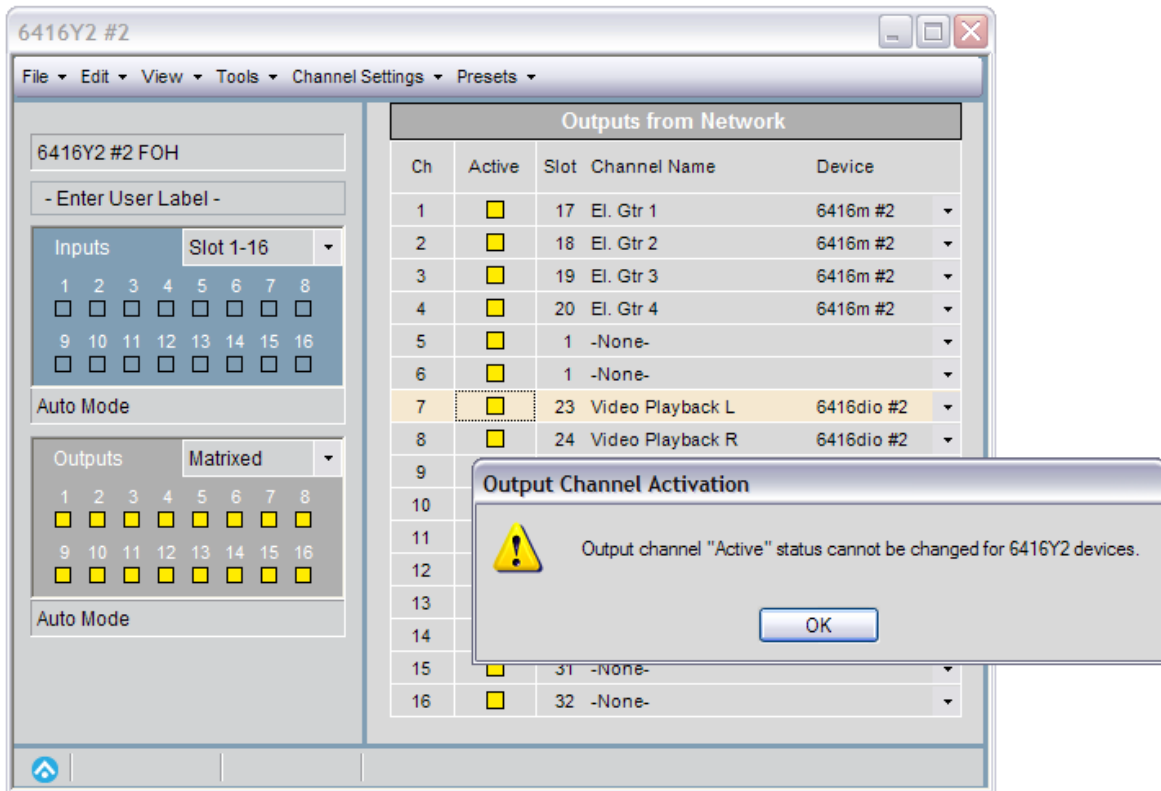 6416Y2 #2
File Edit View Tools Channel Settings Presets
6416Y2 #2 FOH
- Enter User Label -
Inputs Slot 1-16
1 2 3 4 5 6 7 8
9 10 11 12 13 14 15 16
Auto Mode
Outputs Matrixed
1 2 3 4 5 6 7 8
9 10 11 12 13 14 15 16
Auto Mode
Outputs from Network
Ch Active Slot Channel Name Device
1 17 El. Gtr 1 6416m #2
2 18 El. Gtr 2 6416m #2
3 19 El. Gtr 3 6416m #2
4 20 El. Gtr 4 6416m #2
5 1 -None-
6 1 -None-
7 23 Video Playback L 6416dio #2
8 24 Video Playback R 6416dio #2
9
10
11
12
13
14
15 31 -None-
16 32 -None-
Output Channel Activation
Output channel "Active" status cannot be changed for 6416Y2 devices.
OK